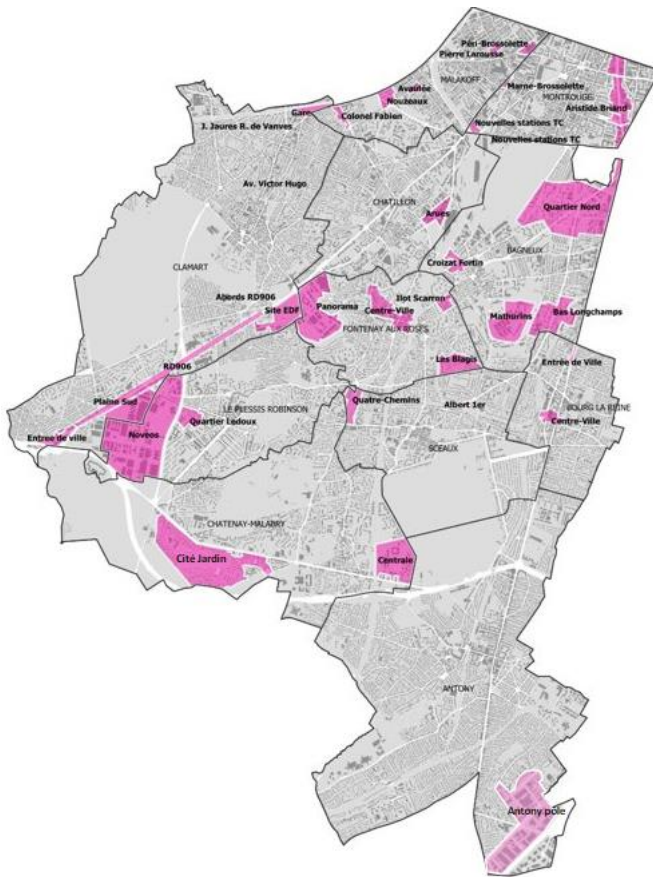 Péri-Brossolette
Pierre Larousse
MALAKOFF
Avaulée
Nouzeaux
Marne-Brossolette
MONTROUGE
Aristide Briand
Gare
Colonel Fabien
J. Jaures R. de Vanves
Nouvelles stations TC
Nouvelles stations TC
Av. Victor Hugo
CHATILLON
Arues
Quartier Nord
BAGNEUX
CLAMART
Croizat Fortin
Abords RD906
Site EDF
Panorama
Centre-Ville
Ilot Scarron
FONTENAY AUX ROSES
Mathurins
Bas Longchamps
RD906
Les Blagis
Entrée de Ville
Plaine Sud
LE PLESSIS ROBINSON
Quatre-Chemins
Albert 1er
BOURG LA REINE
Centre-Ville
Quartier Ledoux
Entrée de ville
Noveos
SCEAUX
CHATENAY-MALABRY
Cité Jardin
Centrale
ANTONY
Antony pôle